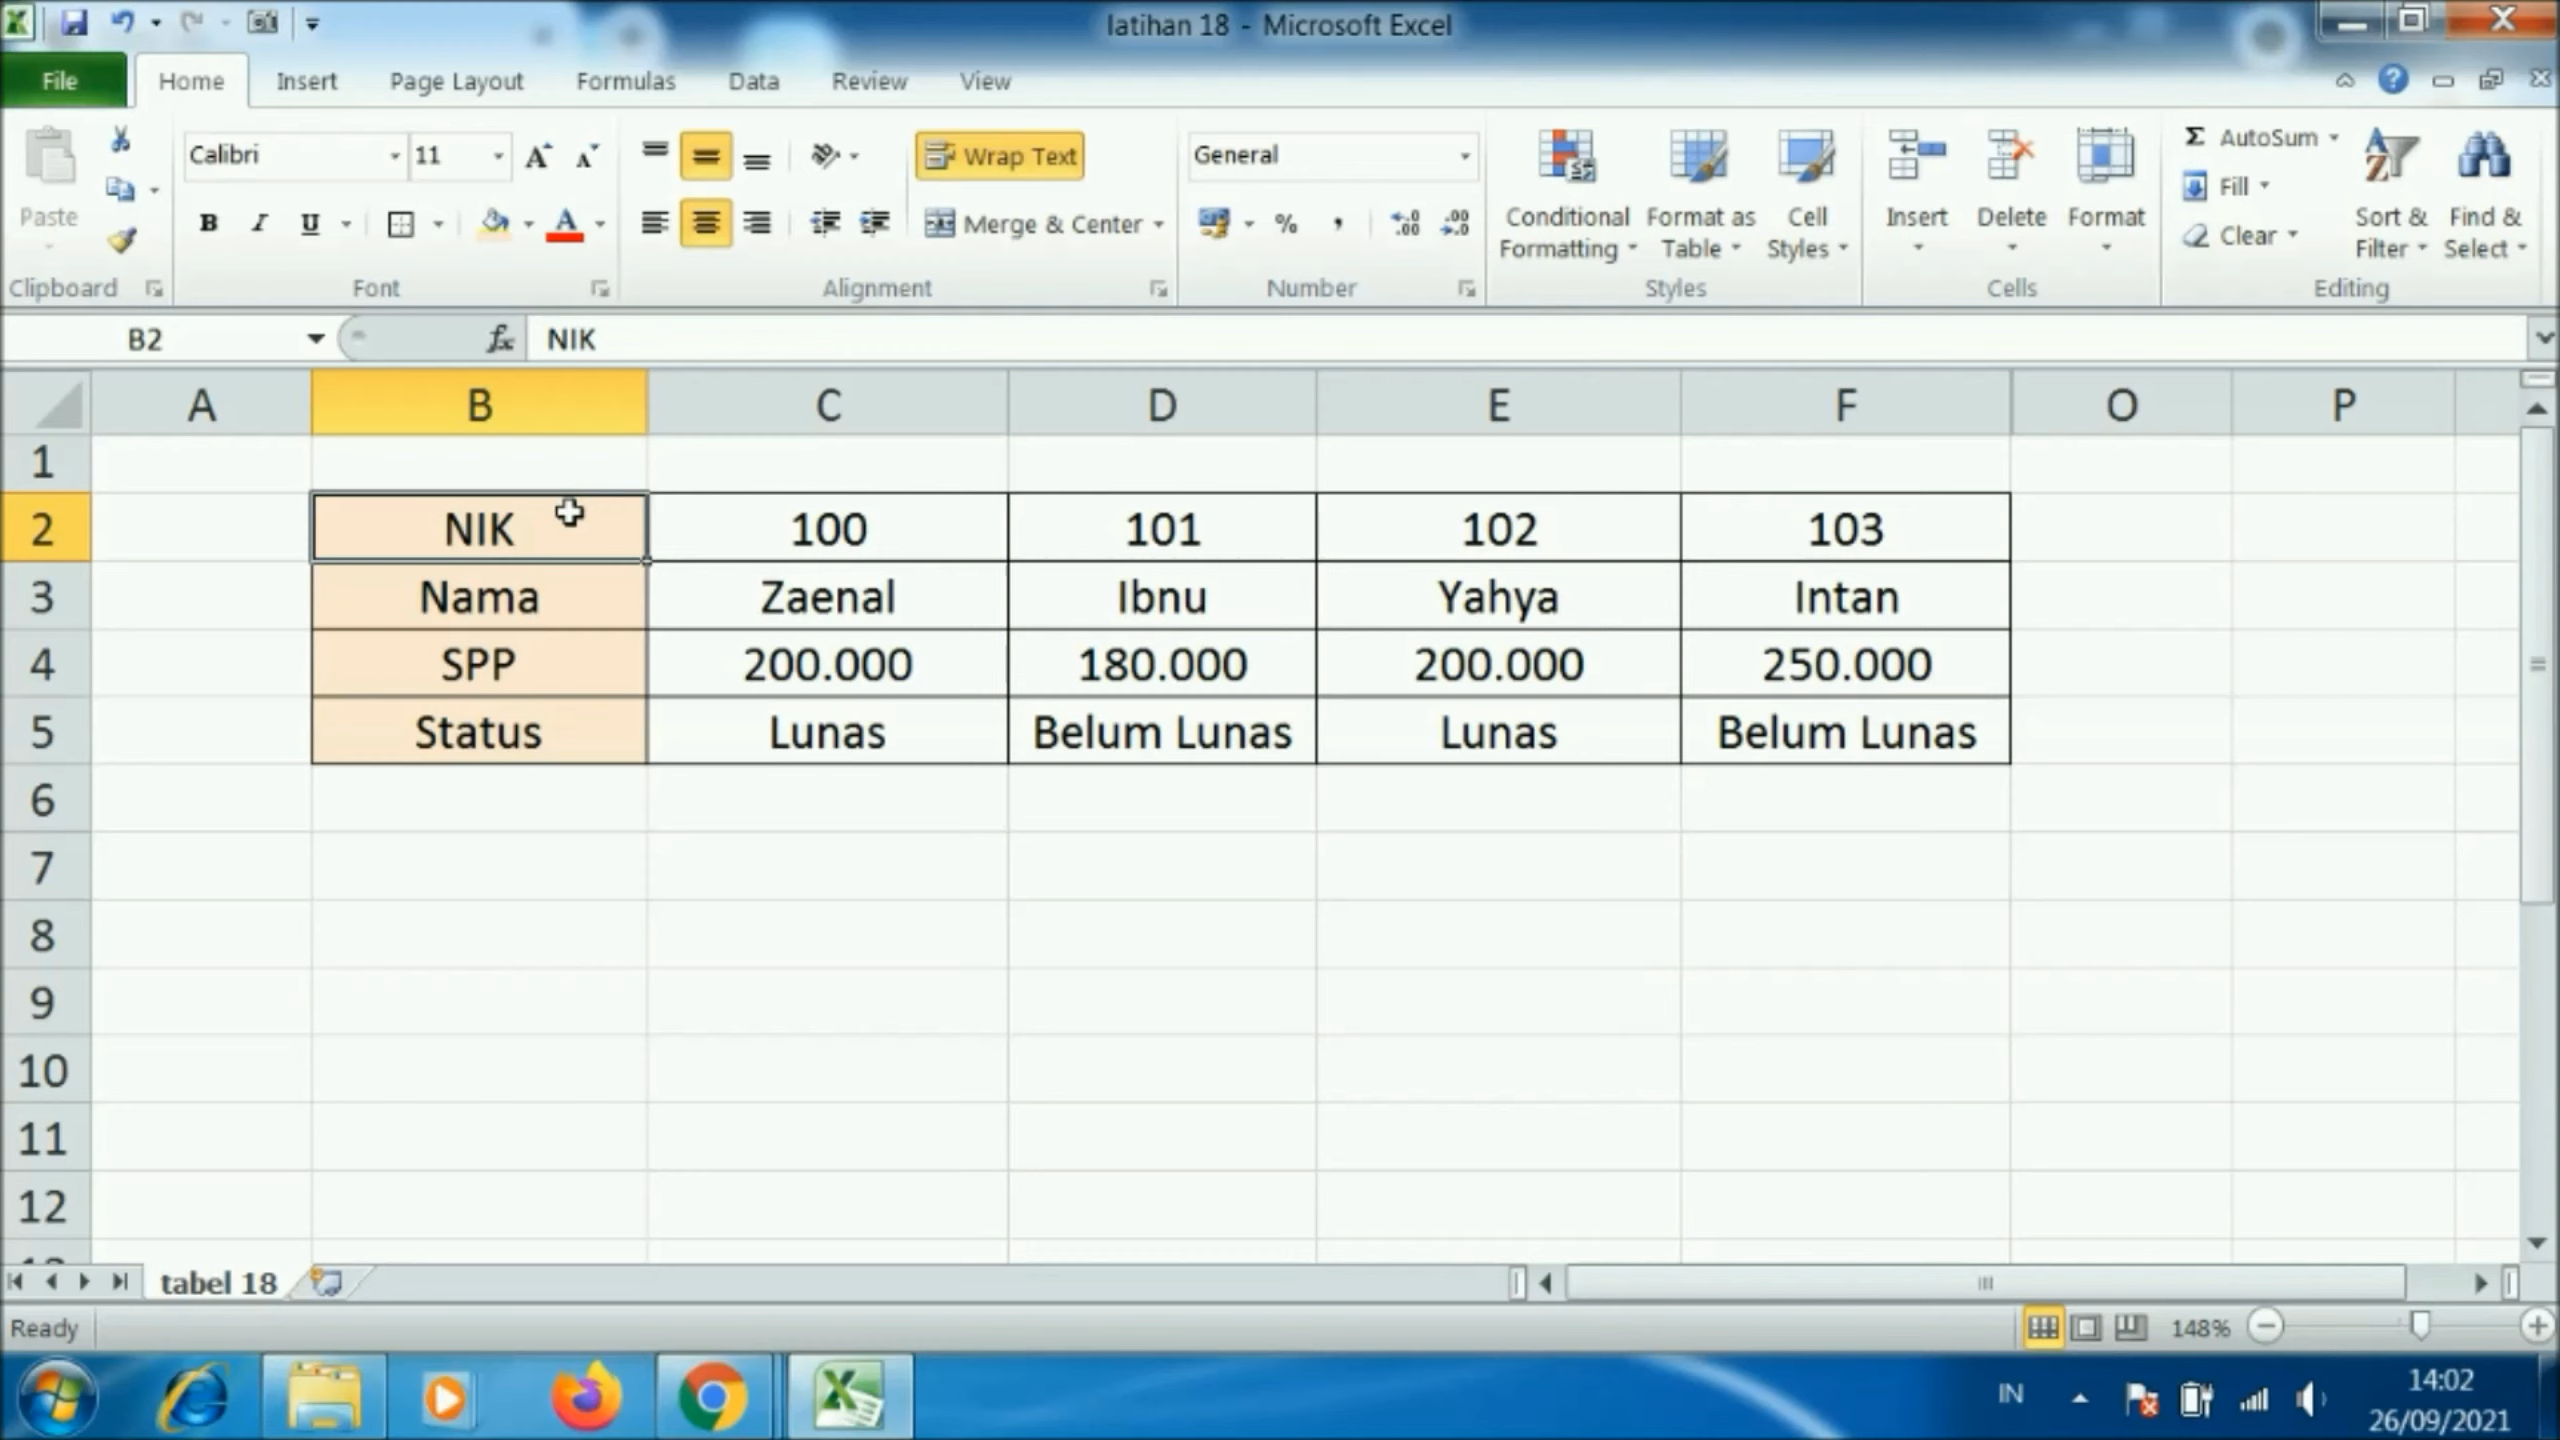 latihan 18 - Microsoft Excel
File Home Insert Page Layout Formulas Data Review View
Paste
Clipboard
Calibri 11
B I U
Font
Wrap Text
Merge & Center
Alignment
General
% ,
Number
Conditional Formatting
Format as Table
Cell Styles
Styles
Insert Delete Format
Cells
Σ AutoSum
Fill
Clear
Sort & Filter
Find & Select
Editing
B2 fx NIK
A B C D E F O P
1
2 NIK 100 101 102 103
3 Nama Zaenal Ibnu Yahya Intan
4 SPP 200.000 180.000 200.000 250.000
5 Status Lunas Belum Lunas Lunas Belum Lunas
6
7
8
9
10
11
12
tabel 18
Ready 148%
IN 14:02
26/09/2021